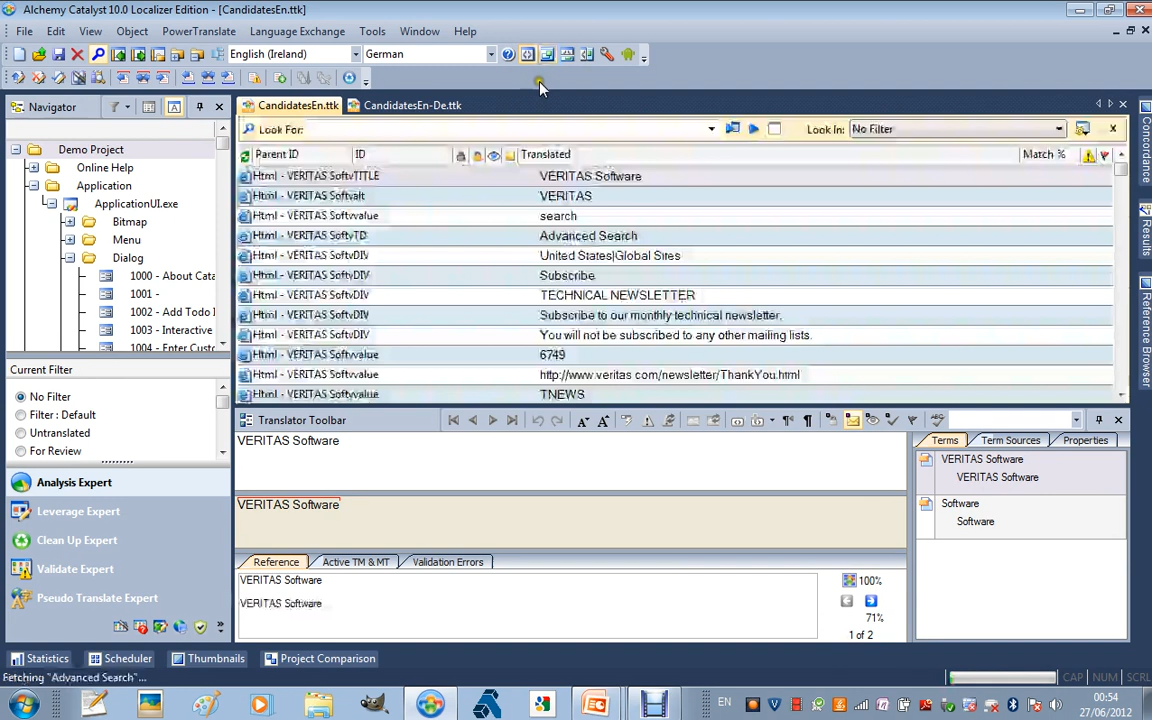 Alchemy Catalyst 10.0 Localizer Edition - [CandidatesEn.ttk]
File Edit View Object PowerTranslate Language Exchange Tools Window Help
English (Ireland) German
Navigator CandidatesEn.ttk CandidatesEn-De.ttk
Look For: Look In: No Filter
Parent ID ID Translated Match %
Demo Project
Online Help
Application
ApplicationUI.exe
Bitmap
Menu
Dialog
1000 - About Cata
1001 -
1002 - Add Todo I
1003 - Interactive
1004 - Enter Custo
Html - VERITAS Softv TITLE VERITAS Software
Html - VERITAS Softv alt VERITAS
Html - VERITAS Softv value search
Html - VERITAS Softv TD Advanced Search
Html - VERITAS Softv DIV United States|Global Sites
Html - VERITAS Softv DIV Subscribe
Html - VERITAS Softv DIV TECHNICAL NEWSLETTER
Html - VERITAS Softv DIV Subscribe to our monthly technical newsletter.
Html - VERITAS Softv DIV You will not be subscribed to any other mailing lists.
Html - VERITAS Softv value 6749
Html - VERITAS Softv value http://www.veritas.com/newsletter/ThankYou.html
Html - VERITAS Softv value TNEWS
Concordance
Results
Reference Browser
Current Filter
No Filter
Filter : Default
Untranslated
For Review
Analysis Expert
Leverage Expert
Clean Up Expert
Validate Expert
Pseudo Translate Expert
Translator Toolbar
VERITAS Software
VERITAS Software
Reference Active TM & MT Validation Errors
VERITAS Software
VERITAS Software
100%
71%
1 of 2
Terms Term Sources Properties
VERITAS Software
VERITAS Software
Software
Software
Statistics Scheduler Thumbnails Project Comparison
Fetching "Advanced Search"... CAP NUM SCRL
EN 00:54
27/06/2012